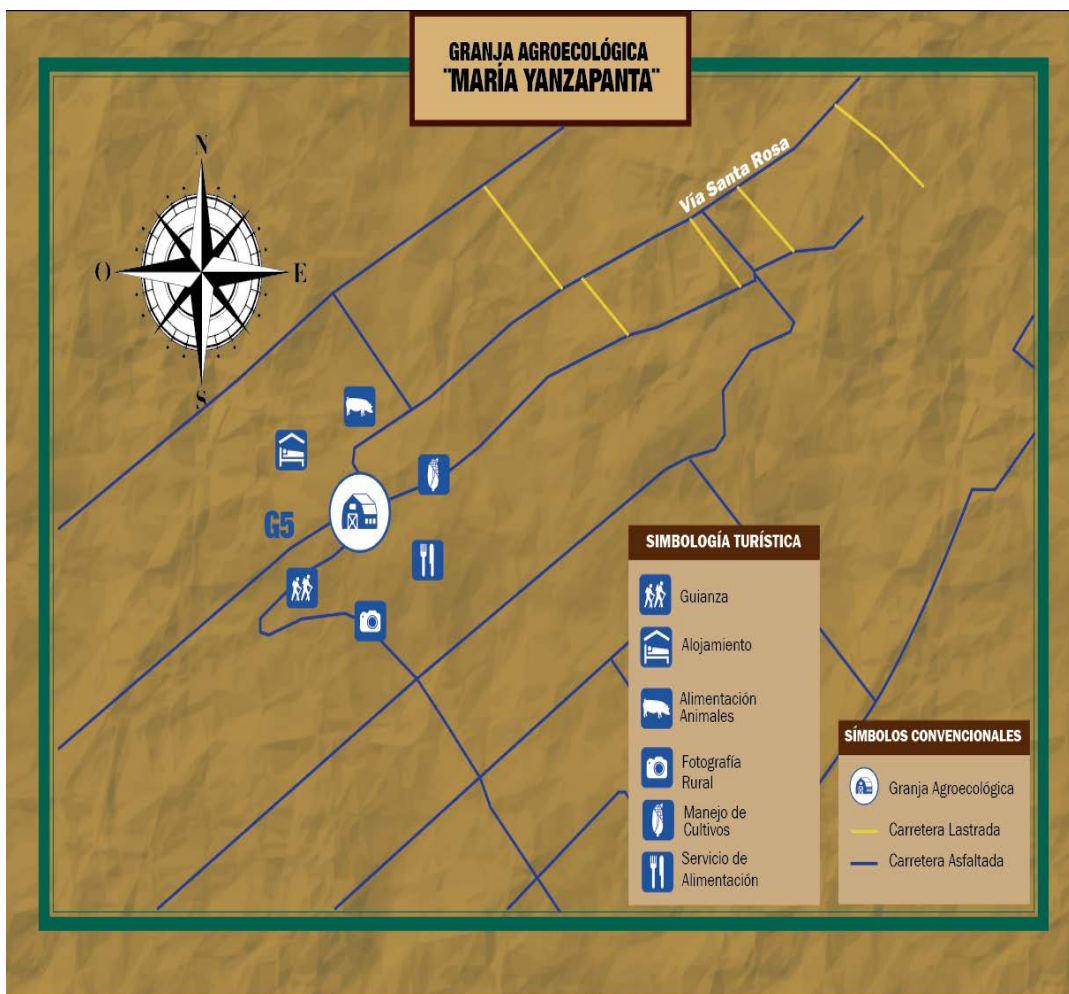 GRANJA AGROECOLÓGICA
¨MARÍA YANZAPANTA¨
N
O
E
S
Vía Santa Rosa
G5
SIMBOLOGÍA TURÍSTICA
Guianza
Alojamiento
Alimentación
Animales
Fotografía
Rural
Manejo de
Cultivos
Servicio de
Alimentación
SÍMBOLOS CONVENCIONALES
Granja Agroecológica
Carretera Lastrada
Carretera Asfaltada